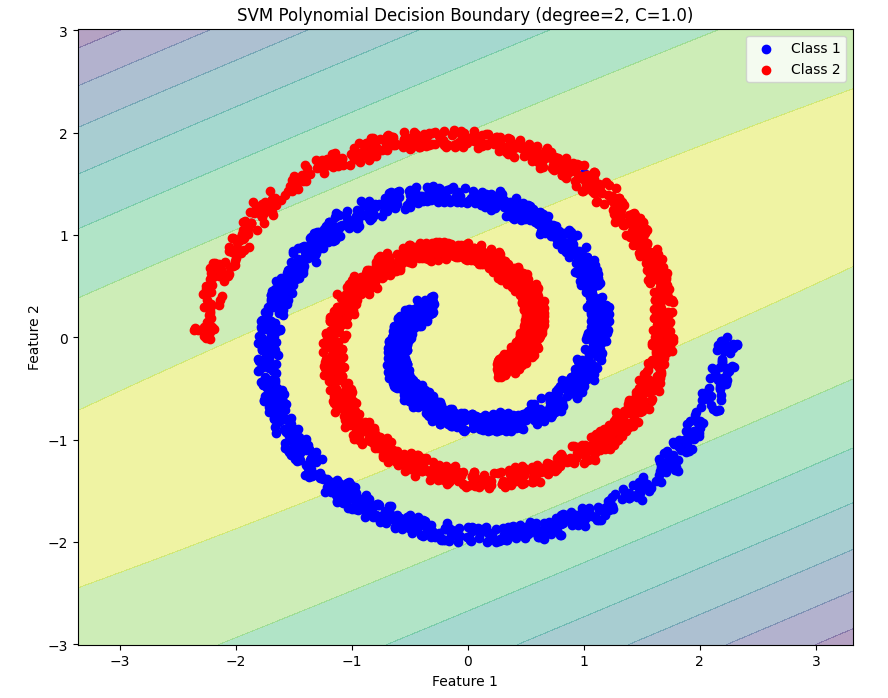 SVM Polynomial Decision Boundary (degree=2, C=1.0)
Class 1
Class 2
3
2
1
0
−1
−2
−3
Feature 2
−3
−2
−1
0
1
2
3
Feature 1